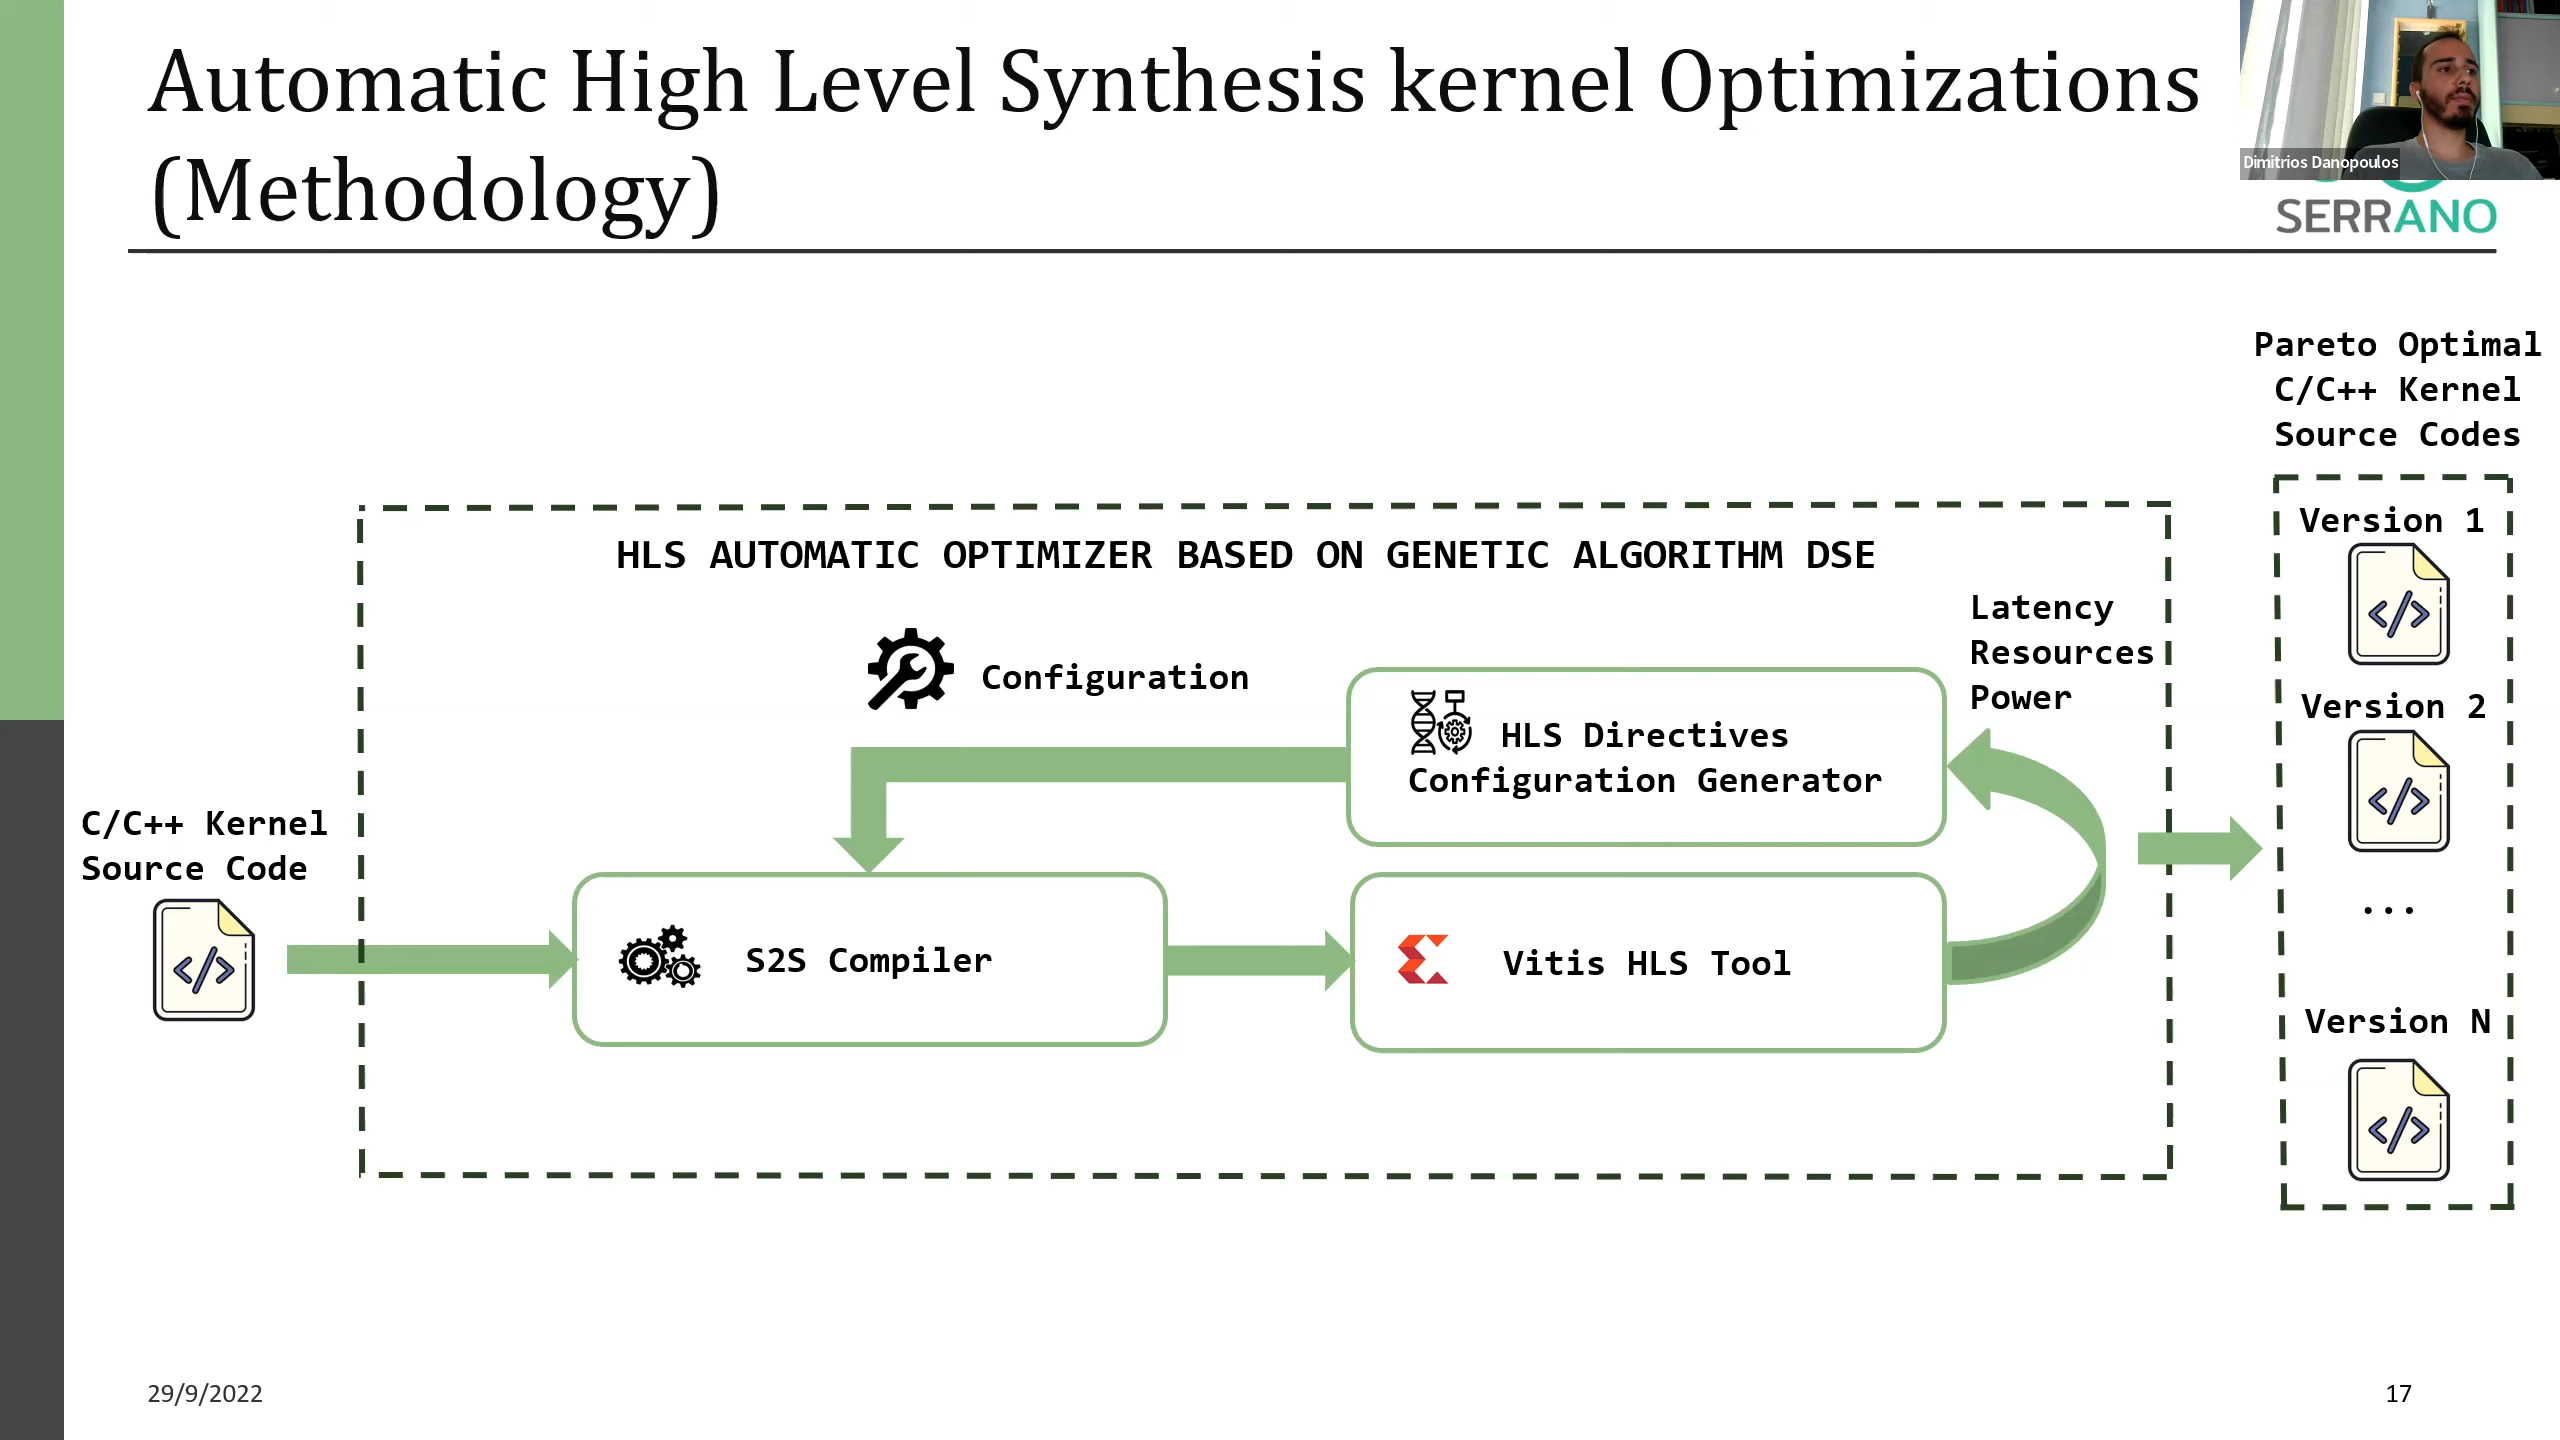 Automatic High Level Synthesis kernel Optimizations
(Methodology)
Dimitrios Danopoulos
SERRANO
Pareto Optimal
C/C++ Kernel
Source Codes
HLS AUTOMATIC OPTIMIZER BASED ON GENETIC ALGORITHM DSE
Version 1
</>
Latency
Resources
Power
Configuration
HLS Directives
Configuration Generator
Version 2
</>
...
C/C++ Kernel
Source Code
</>
S2S Compiler
Vitis HLS Tool
Version N
</>
29/9/2022
17